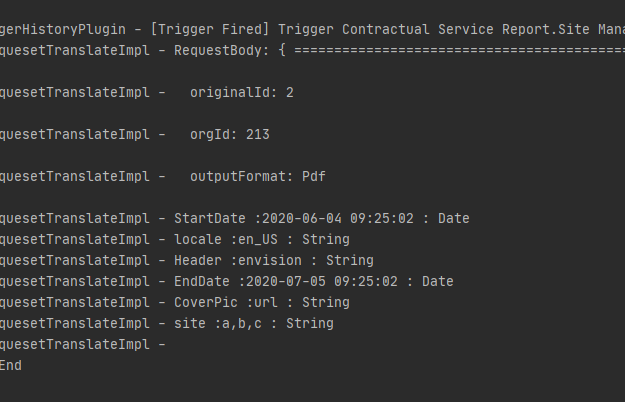 gerHistoryPlugin - [Trigger Fired] Trigger Contractual Service Report.Site Mana
quesetTranslateImpl - RequestBody: { =========================================
quesetTranslateImpl -   originalId: 2
quesetTranslateImpl -   orgId: 213
quesetTranslateImpl -   outputFormat: Pdf
quesetTranslateImpl - StartDate :2020-06-04 09:25:02 : Date
quesetTranslateImpl - locale :en_US : String
quesetTranslateImpl - Header :envision : String
quesetTranslateImpl - EndDate :2020-07-05 09:25:02 : Date
quesetTranslateImpl - CoverPic :url : String
quesetTranslateImpl - site :a,b,c : String
quesetTranslateImpl -
End